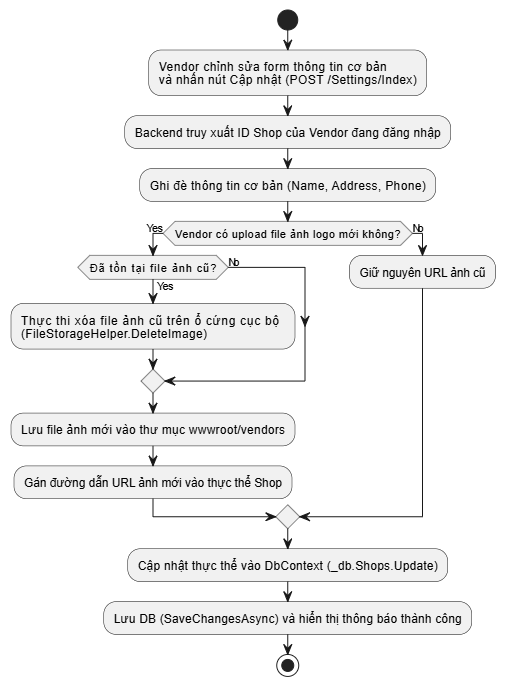 Vendor chỉnh sửa form thông tin cơ bản
và nhấn nút Cập nhật (POST /Settings/Index)
Backend truy xuất ID Shop của Vendor đang đăng nhập
Ghi đè thông tin cơ bản (Name, Address, Phone)
Vendor có upload file ảnh logo mới không?
Yes
No
Đã tồn tại file ảnh cũ?
No
Yes
Giữ nguyên URL ảnh cũ
Thực thi xóa file ảnh cũ trên ổ cứng cục bộ
(FileStorageHelper.DeleteImage)
Lưu file ảnh mới vào thư mục wwwroot/vendors
Gán đường dẫn URL ảnh mới vào thực thể Shop
Cập nhật thực thể vào DbContext (_db.Shops.Update)
Lưu DB (SaveChangesAsync) và hiển thị thông báo thành công